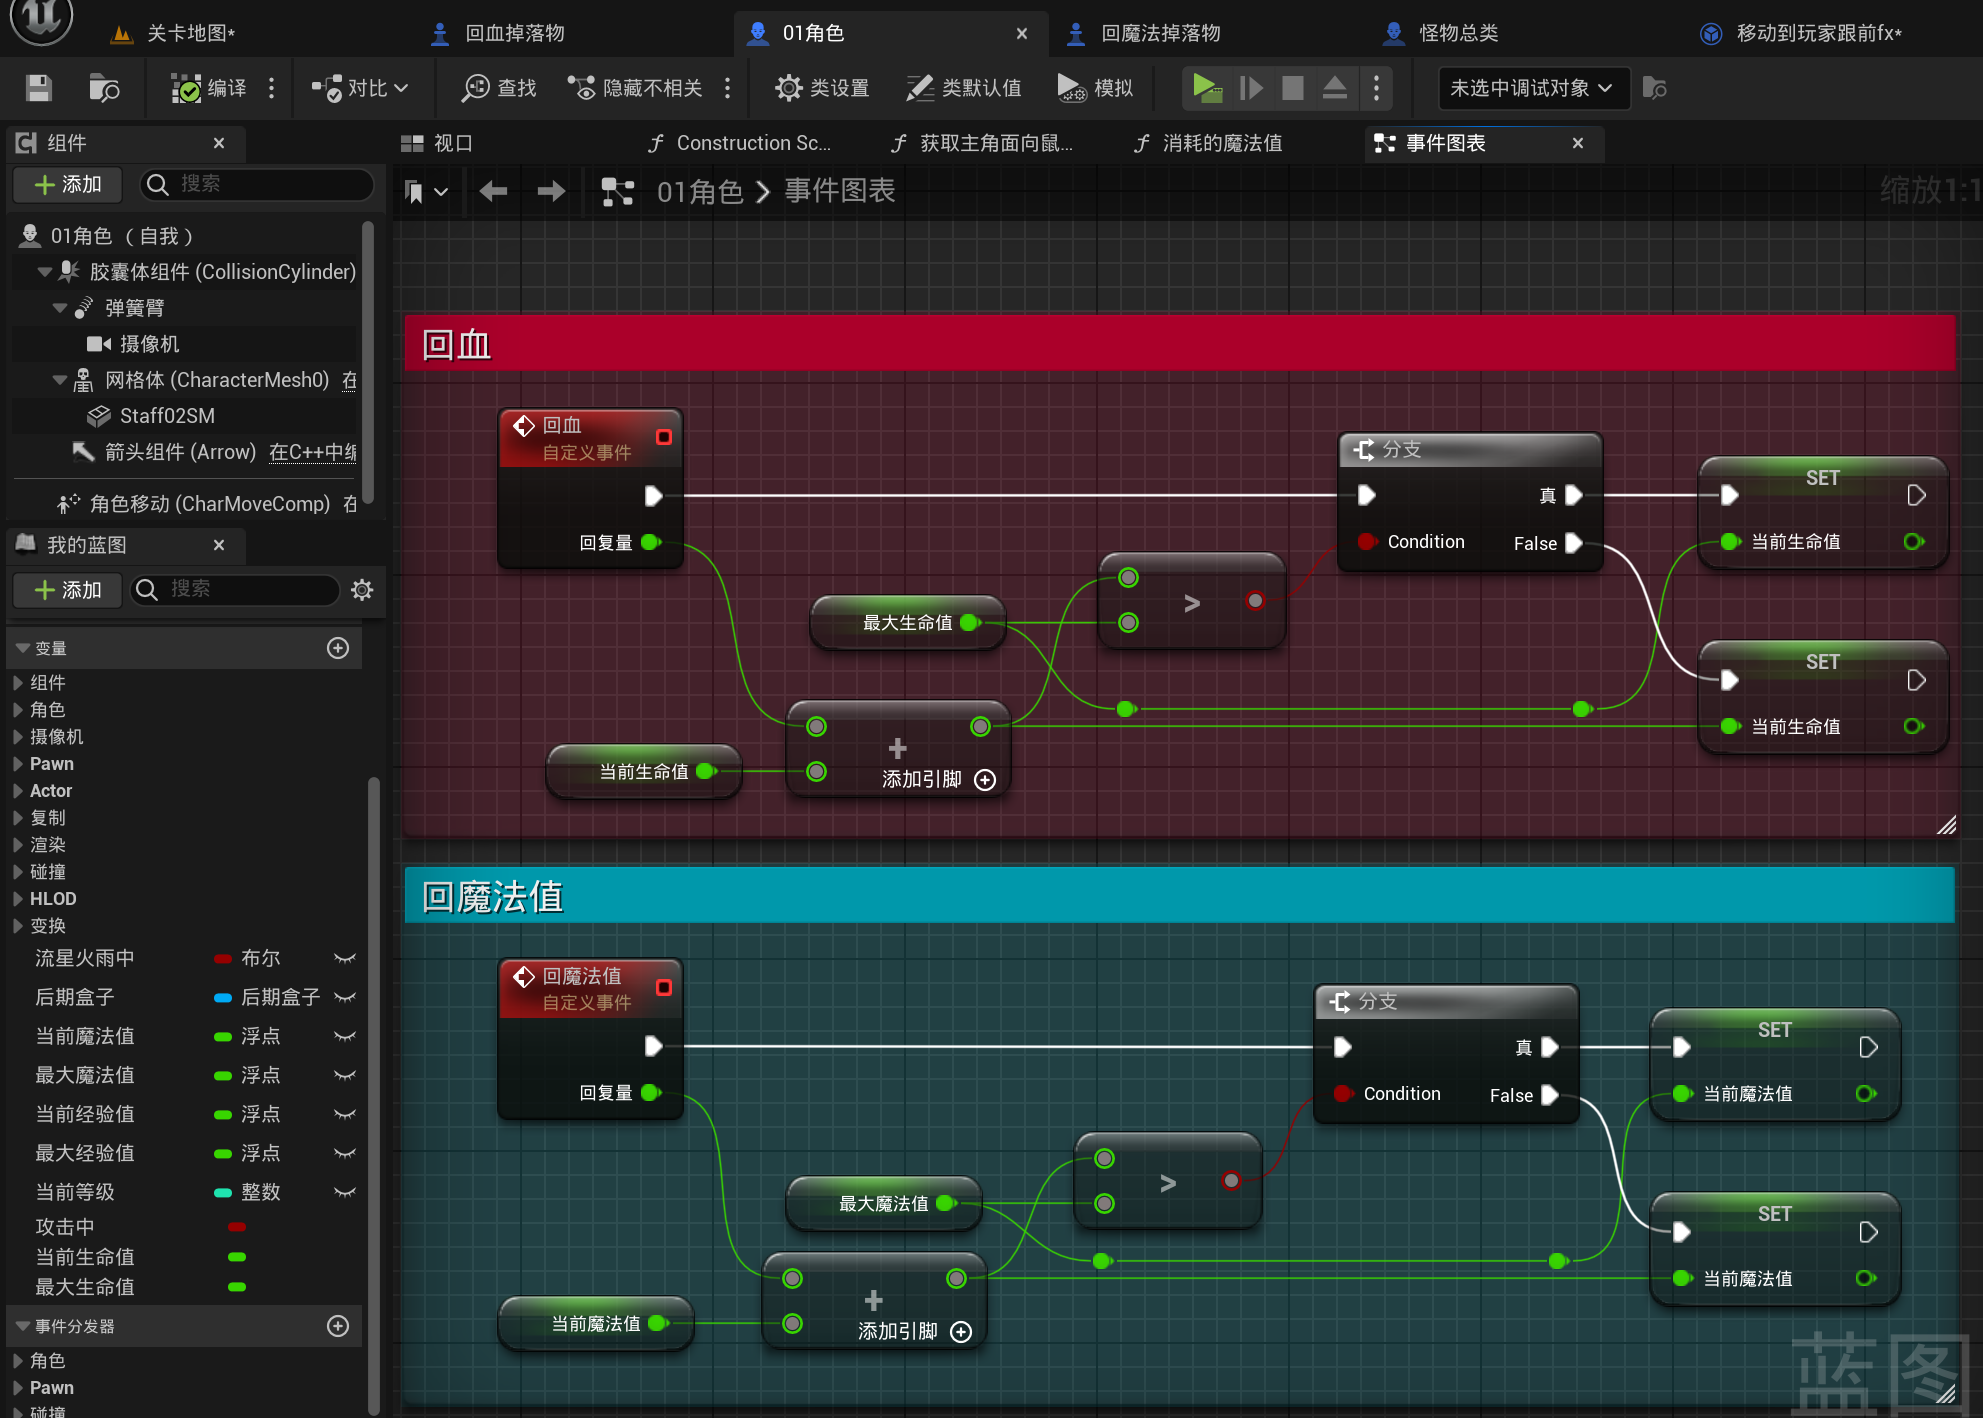 关卡地图*
回血掉落物
01角色
回魔法掉落物
怪物总类
移动到玩家跟前fx*
编译
对比
查找
隐藏不相关
类设置
类默认值
模拟
未选中调试对象
组件
视口
Construction Sc...
获取主角面向鼠...
消耗的魔法值
事件图表
添加
搜索
01角色 > 事件图表
缩放1:1
01角色 （自我）
胶囊体组件 (CollisionCylinder)
弹簧臂
摄像机
网格体 (CharacterMesh0) 在
Staff02SM
箭头组件 (Arrow) 在C++中编
角色移动 (CharMoveComp) 在
我的蓝图
添加
搜索
变量
组件
角色
摄像机
Pawn
Actor
复制
渲染
碰撞
HLOD
变换
流星火雨中 布尔
后期盒子 后期盒子
当前魔法值 浮点
最大魔法值 浮点
当前经验值 浮点
最大经验值 浮点
当前等级 整数
攻击中
当前生命值
最大生命值
事件分发器
角色
Pawn
碰撞
回血
回血
自定义事件
回复量
最大生命值
当前生命值
+
添加引脚
>
分支
真
Condition
False
SET
当前生命值
SET
当前生命值
回魔法值
回魔法值
自定义事件
回复量
最大魔法值
当前魔法值
+
添加引脚
>
分支
真
Condition
False
SET
当前魔法值
SET
当前魔法值
蓝图